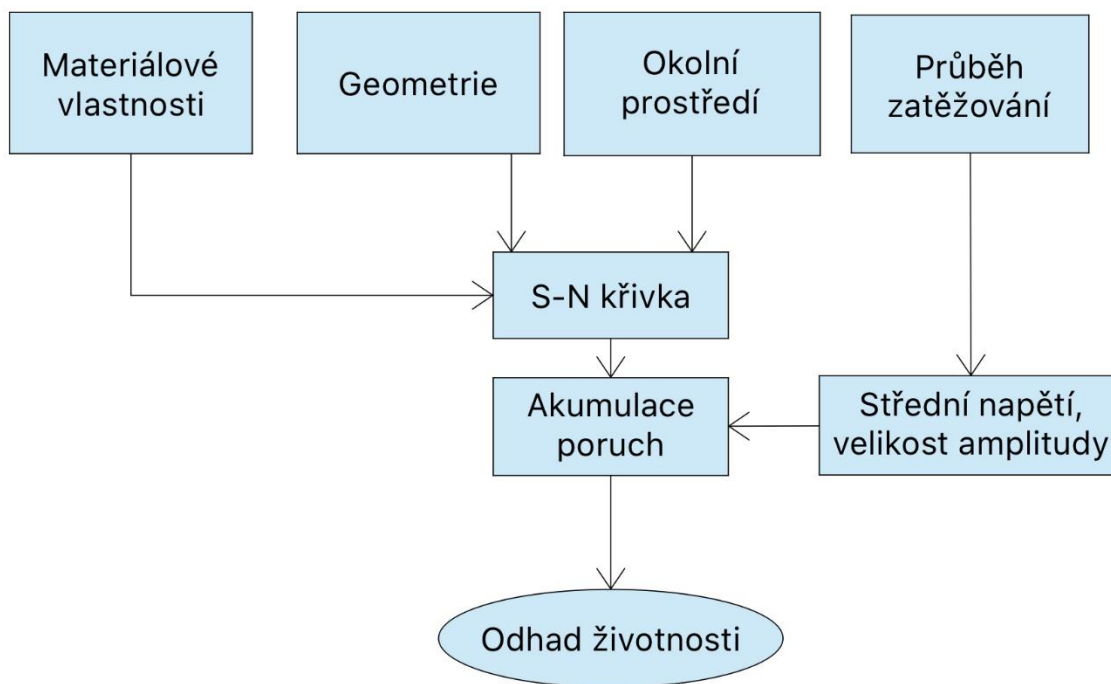 Materiálové
vlastnosti
Geometrie
Okolní
prostředí
Průběh
zatěžování
S-N křivka
Akumulace
poruch
Střední napětí,
velikost amplitudy
Odhad životnosti